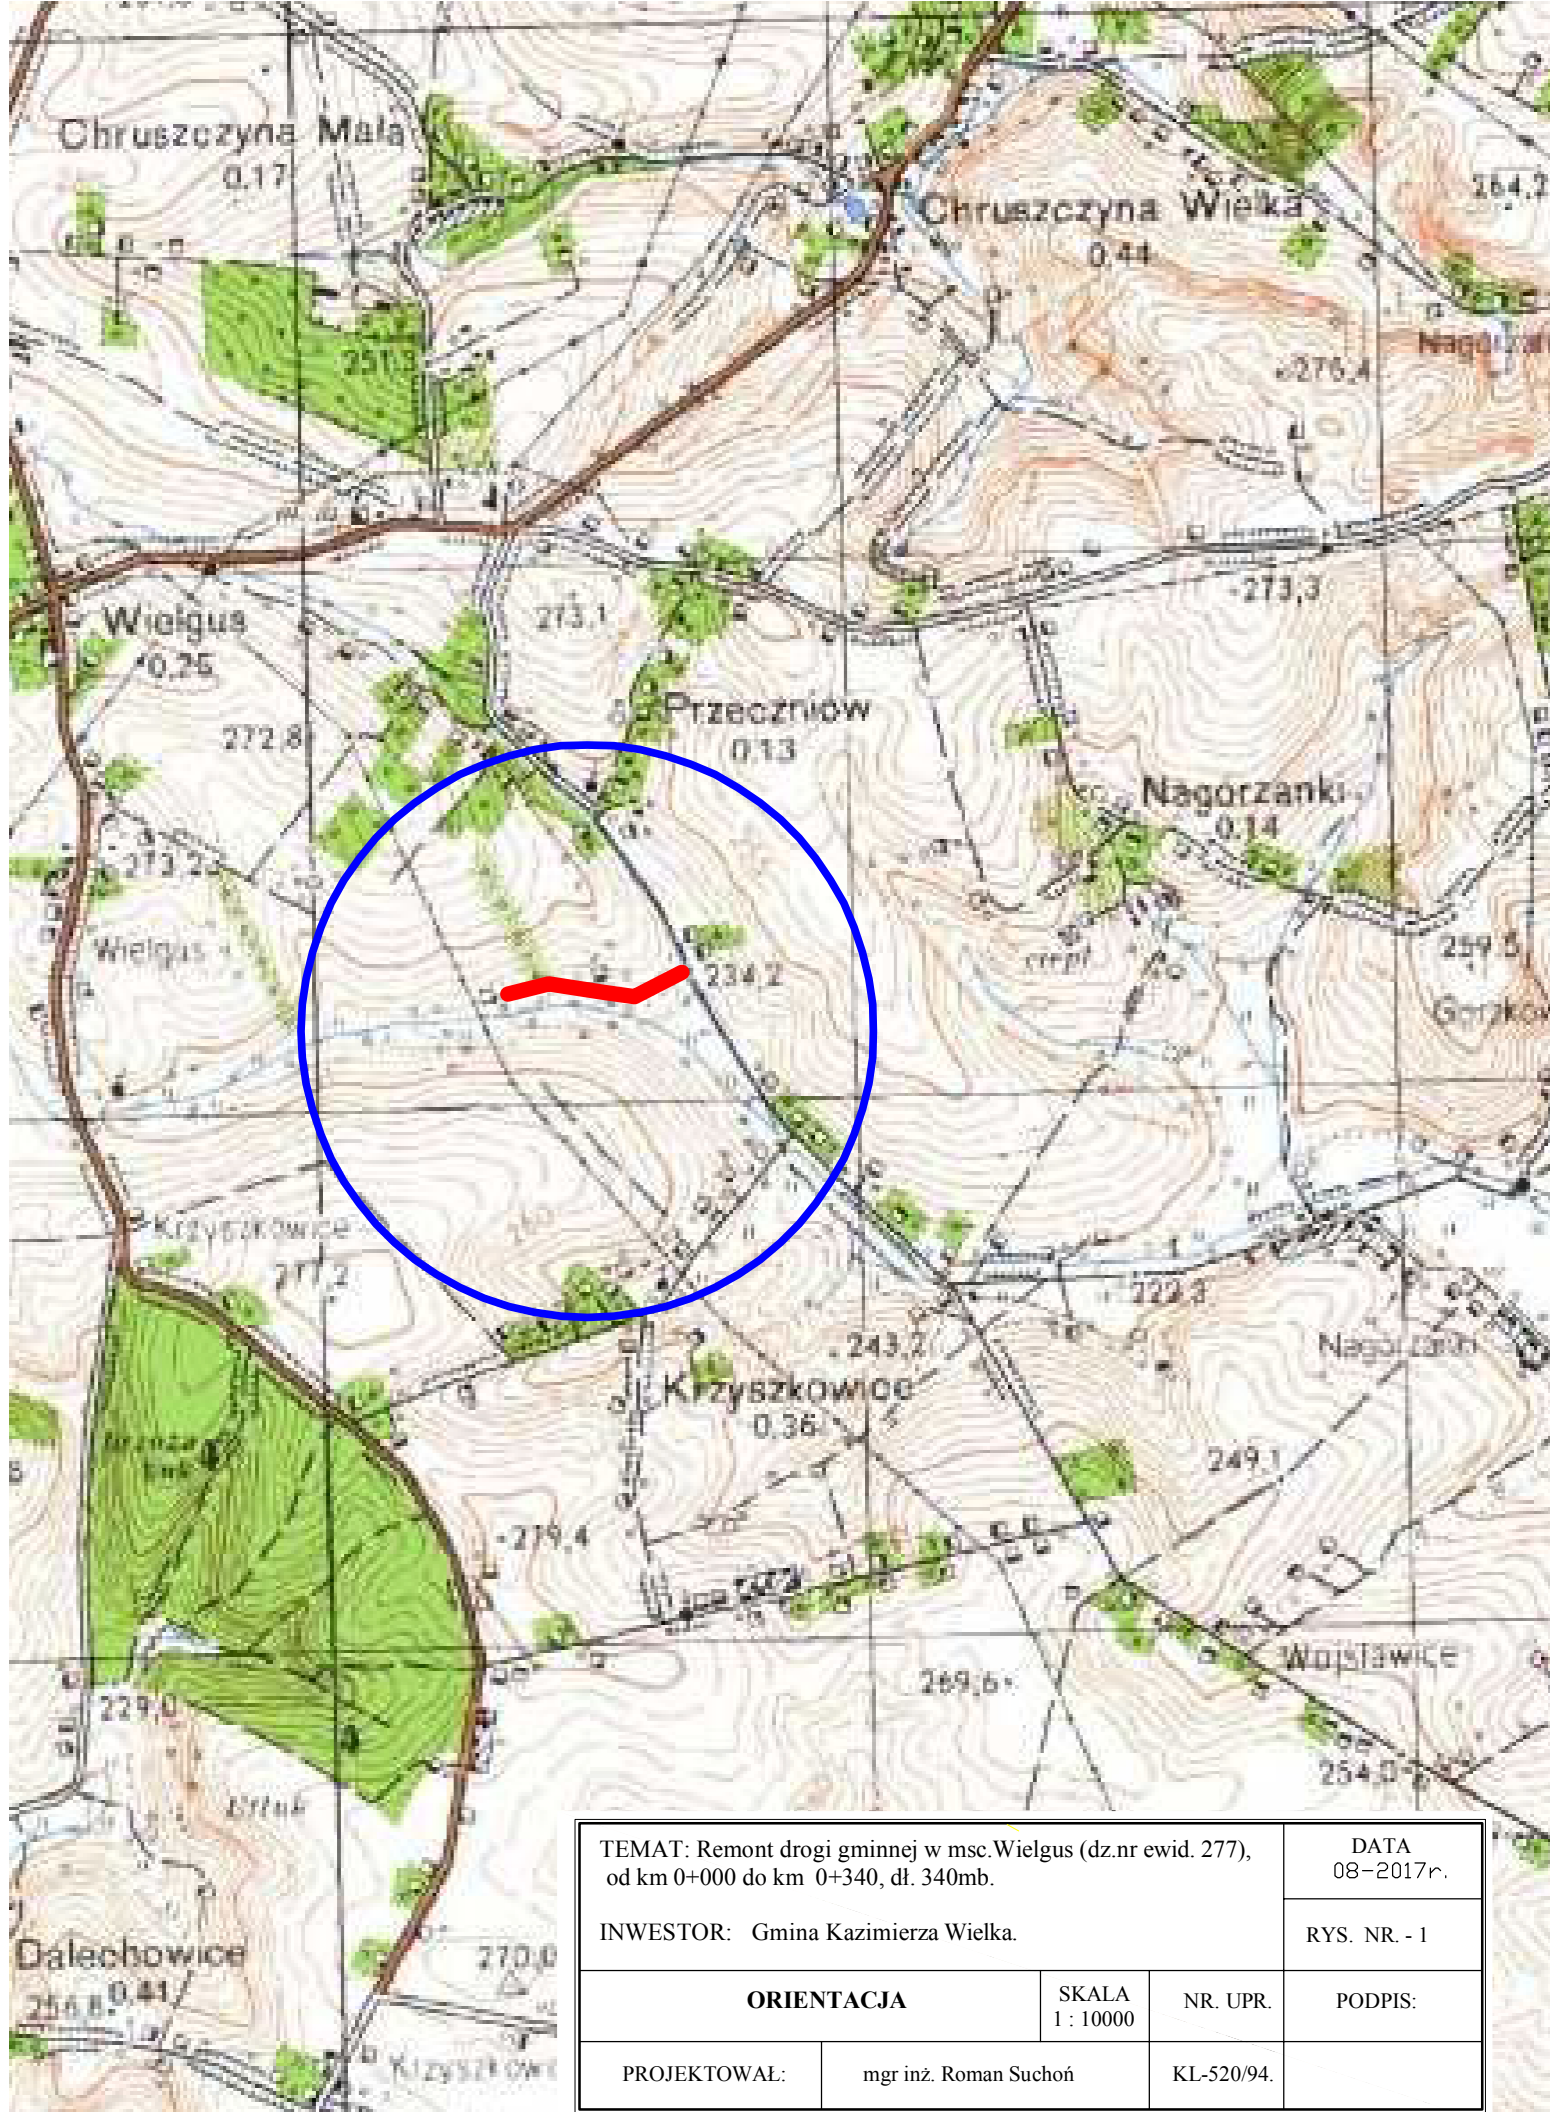 Chruszczyna Mała
0,17
Chruszczyna Wielka
0,44
264,2
251,3
276,4
Wielgus
0,26
273,1
273,3
272,8
Przeczniów
0,13
Nagórzanki
0,14
273,2
Wielgus
234,2
ciepl.
259,5
Krzyszkowice
277,2
222,3
243,2
Krzyszkowice
0,36
249,1
279,4
Wojsławice
269,6
229,0
254,0
Dalechowice
0,41
256,8
270,0
TEMAT: Remont drogi gminnej w msc.Wielgus (dz.nr ewid. 277),
od km 0+000 do km 0+340, dł. 340mb.
DATA
08-2017r.
INWESTOR: Gmina Kazimierza Wielka.
RYS. NR. - 1
ORIENTACJA
SKALA
1 : 10000
NR. UPR.
PODPIS:
PROJEKTOWAŁ:
mgr inż. Roman Suchoń
KL-520/94.